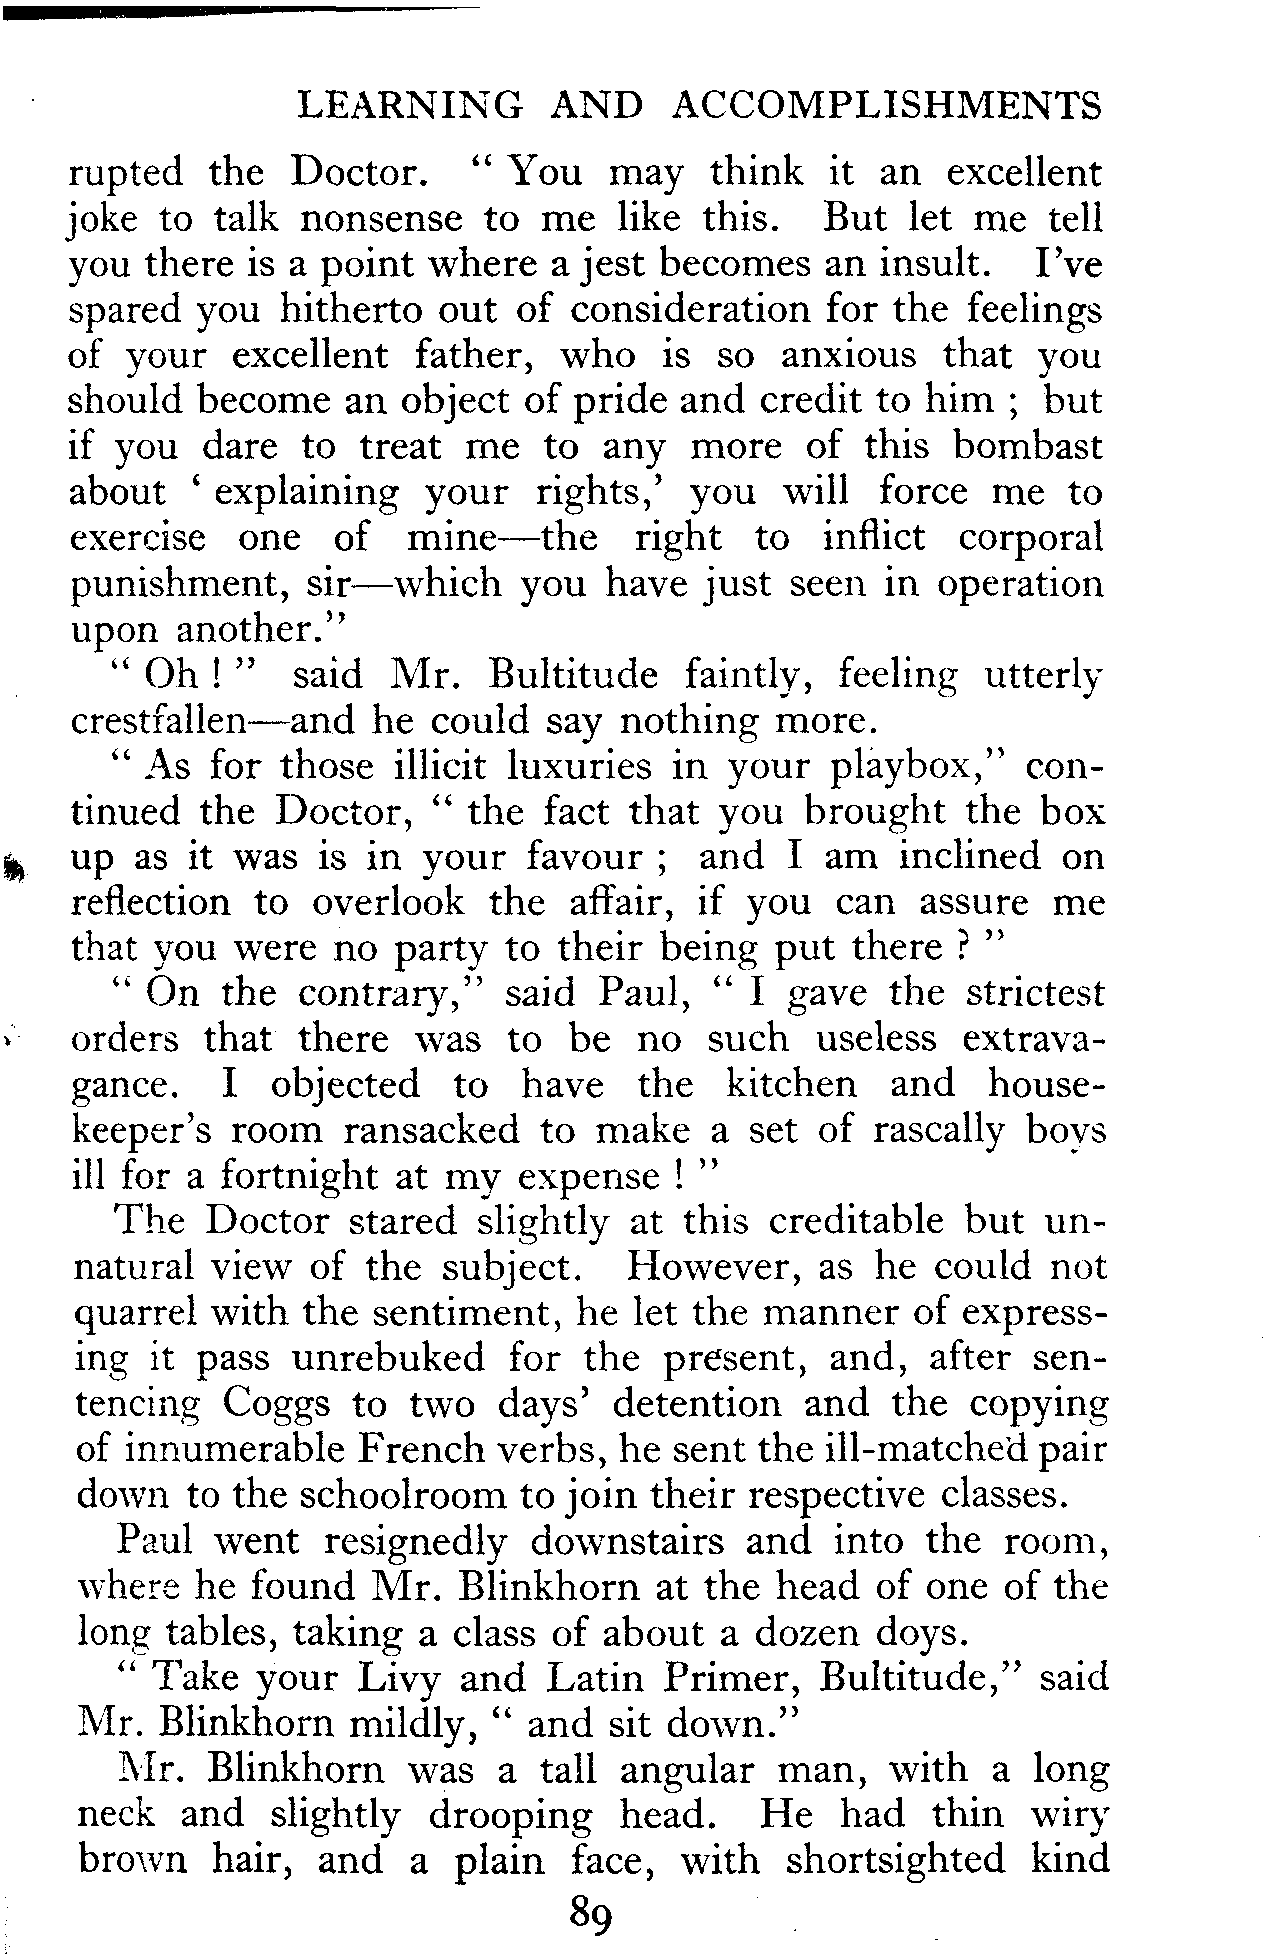 LEARNING AND ACCOMPLISHMENTS
rupted the Doctor. “ You may think it an excellent
joke to talk nonsense to me like this. But let me tell
you there is a point where a jest becomes an insult. I've
spared you hitherto out of consideration for the feelings
of your excellent father, who is so anxious that you
should become an object of pride and credit to him ; but
if you dare to treat me to any more of this bombast
about ‘ explaining your rights,’ you will force me to
exercise one of mine—the right to inflict corporal
punishment, sir—which you have just seen in operation
upon another.”
“ Oh ! ” said Mr. Bultitude faintly, feeling utterly
crestfallen—and he could say nothing more.
“ As for those illicit luxuries in your playbox,” con-
tinued the Doctor, “ the fact that you brought the box
up as it was is in your favour ; and I am inclined on
reflection to overlook the affair, if you can assure me
that you were no party to their being put there ? ”
“ On the contrary,” said Paul, “ I gave the strictest
orders that there was to be no such useless extrava-
gance. I objected to have the kitchen and house-
keeper's room ransacked to make a set of rascally boys
ill for a fortnight at my expense ! ”
The Doctor stared slightly at this creditable but un-
natural view of the subject. However, as he could not
quarrel with the sentiment, he let the manner of express-
ing it pass unrebuked for the present, and, after sen-
tencing Coggs to two days’ detention and the copying
of innumerable French verbs, he sent the ill-matched pair
down to the schoolroom to join their respective classes.
Paul went resignedly downstairs and into the room,
where he found Mr. Blinkhorn at the head of one of the
long tables, taking a class of about a dozen doys.
“ Take your Livy and Latin Primer, Bultitude,” said
Mr. Blinkhorn mildly, “ and sit down.”
Mr. Blinkhorn was a tall angular man, with a long
neck and slightly drooping head. He had thin wiry
brown hair, and a plain face, with shortsighted kind
89